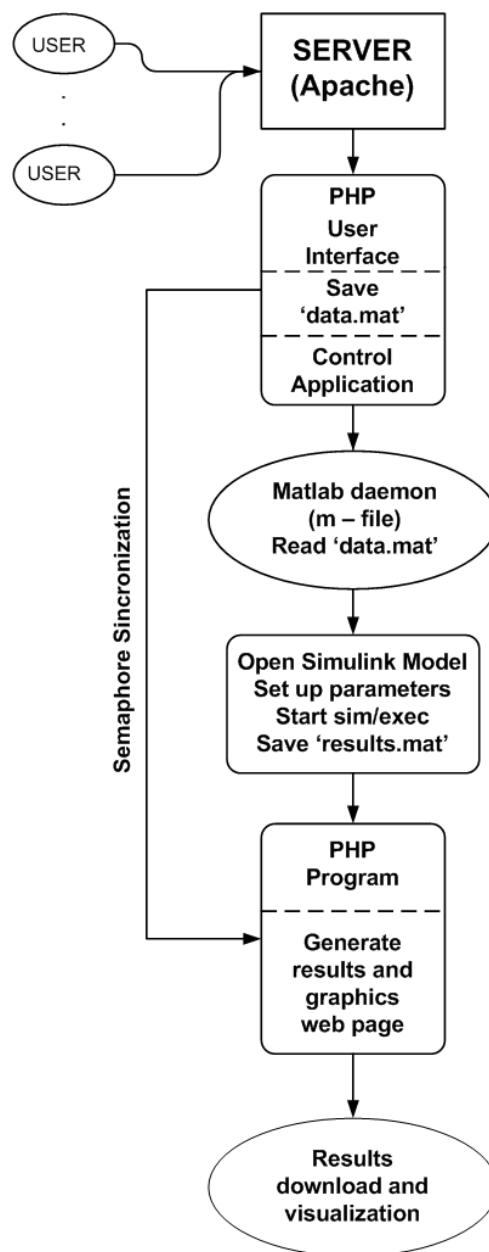 USER
.
.
USER
SERVER
(Apache)
PHP
User
Interface
Save
‘data.mat’
Control
Application
Semaphore Sincronization
Matlab daemon
(m – file)
Read ‘data.mat’
Open Simulink Model
Set up parameters
Start sim/exec
Save ‘results.mat’
PHP
Program
Generate
results and
graphics
web page
Results
download and
visualization